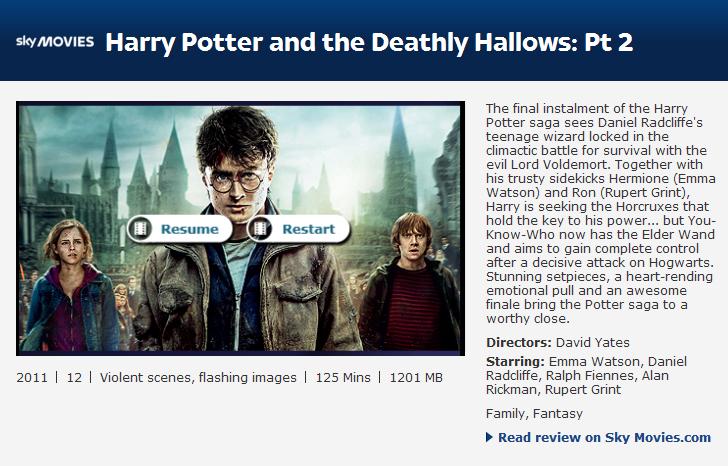 sky MOVIES Harry Potter and the Deathly Hallows: Pt 2
Resume Restart
2011 | 12 | Violent scenes, flashing images | 125 Mins | 1201 MB
The final instalment of the Harry
Potter saga sees Daniel Radcliffe's
teenage wizard locked in the
climactic battle for survival with the
evil Lord Voldemort. Together with
his trusty sidekicks Hermione (Emma
Watson) and Ron (Rupert Grint),
Harry is seeking the Horcruxes that
hold the key to his power... but You-
Know-Who now has the Elder Wand
and aims to gain complete control
after a decisive attack on Hogwarts.
Stunning setpieces, a heart-rending
emotional pull and an awesome
finale bring the Potter saga to a
worthy close.
Directors: David Yates
Starring: Emma Watson, Daniel
Radcliffe, Ralph Fiennes, Alan
Rickman, Rupert Grint
Family, Fantasy
Read review on Sky Movies.com